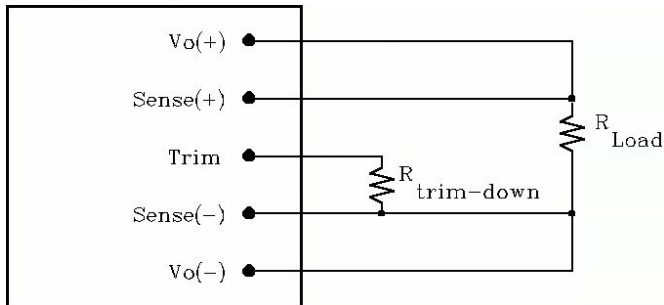 Vo(+)
Sense(+)
R
Load
Trim
R
trim-down
Sense(-)
Vo(-)